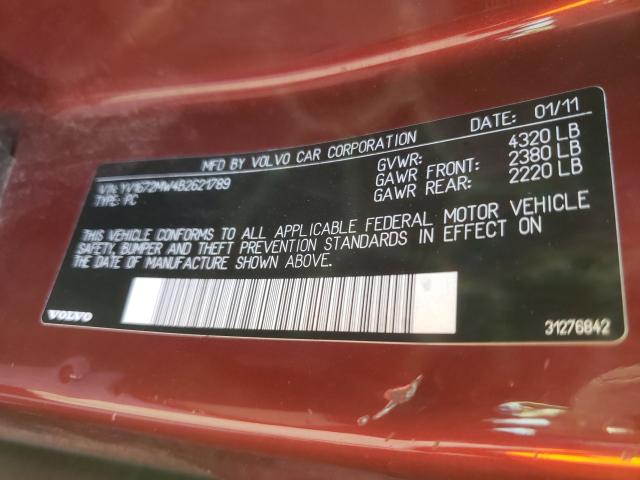 MFD BY VOLVO CAR CORPORATION DATE: 01/11
VIN: YV1672MW4B2621789
TYPE: PC
GVWR: 4320 LB
GAWR FRONT: 2380 LB
GAWR REAR: 2220 LB
THIS VEHICLE CONFORMS TO ALL APPLICABLE FEDERAL MOTOR VEHICLE
SAFETY, BUMPER AND THEFT PREVENTION STANDARDS IN EFFECT ON
THE DATE OF MANUFACTURE SHOWN ABOVE.
VOLVO
31276842